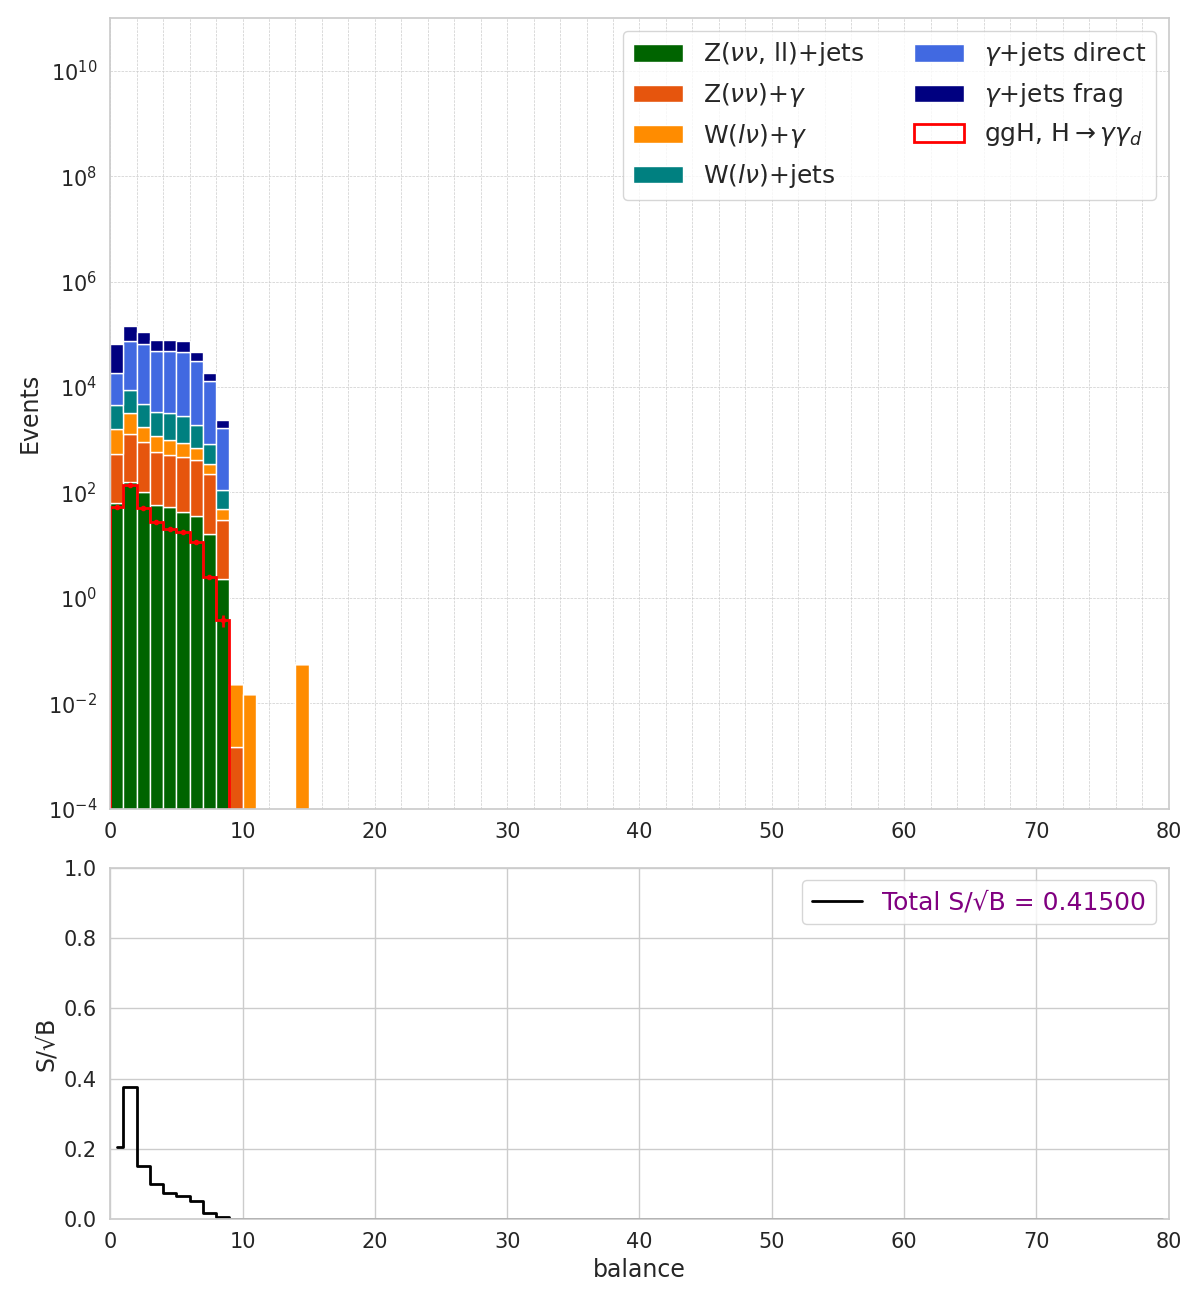 Z(νν, ll)+jets
Z(νν)+γ
W(lν)+γ
W(lν)+jets
γ+jets direct
γ+jets frag
ggH, H→γγ_d
10^10
10^8
10^6
10^4
10^2
10^0
10^−2
10^−4
Events
0 10 20 30 40 50 60 70 80
Total S/√B = 0.41500
1.0
0.8
0.6
0.4
0.2
0.0
S/√B
0 10 20 30 40 50 60 70 80
balance